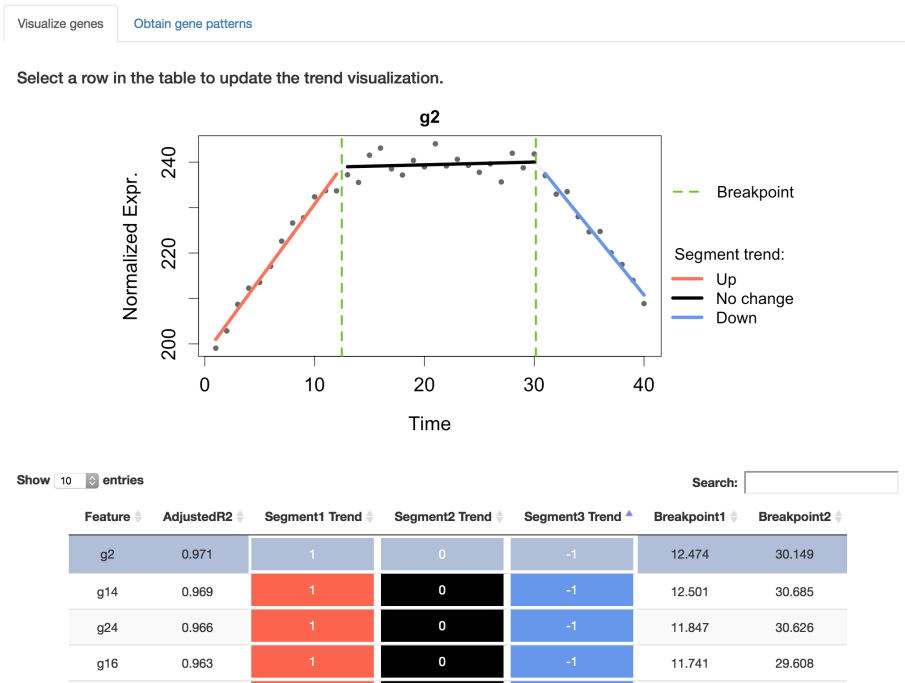 Visualize genes Obtain gene patterns
Select a row in the table to update the trend visualization.
g2
Normalized Expr.
240
220
200
0 10 20 30 40
Time
Breakpoint
Segment trend:
Up
No change
Down
Show 10 entries Search:
Feature AdjustedR2 Segment1 Trend Segment2 Trend Segment3 Trend Breakpoint1 Breakpoint2
g2 0.971 1 0 -1 12.474 30.149
g14 0.969 1 0 -1 12.501 30.685
g24 0.966 1 0 -1 11.847 30.626
g16 0.963 1 0 -1 11.741 29.608